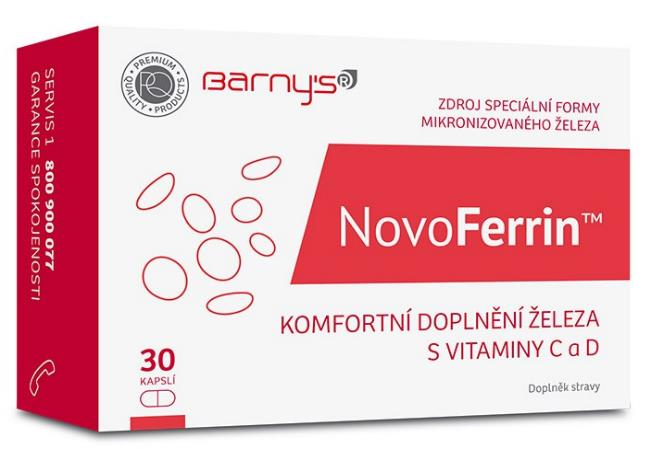 SERVIS 1 800 900 077
GARANCE SPOKOJENOSTI
PREMIUM
QUALITY
PRODUCTS
PQ
Barny's®
ZDROJ SPECIÁLNÍ FORMY
MIKRONIZOVANÉHO ŽELEZA
NovoFerrin™
KOMFORTNÍ DOPLNĚNÍ ŽELEZA
S VITAMINY C a D
30
KAPSLÍ
Doplněk stravy